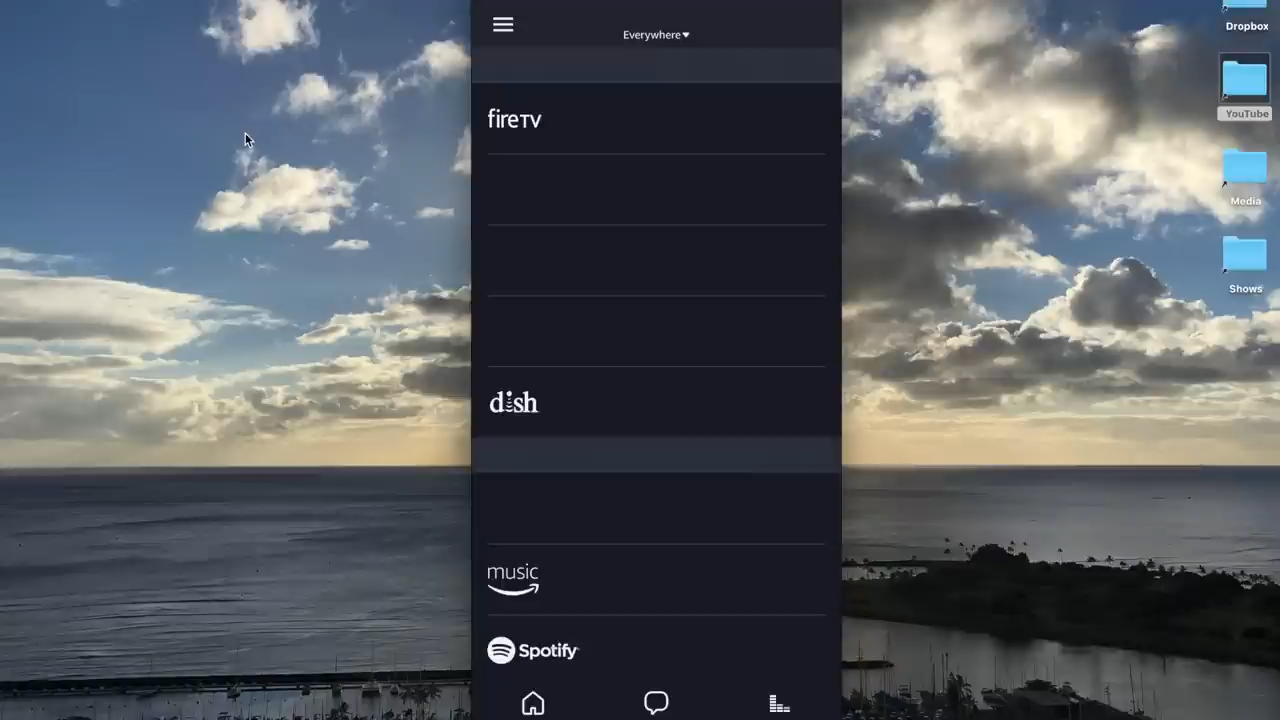 Everywhere
fireTV
dish
music
Spotify
Dropbox
YouTube
Media
Shows